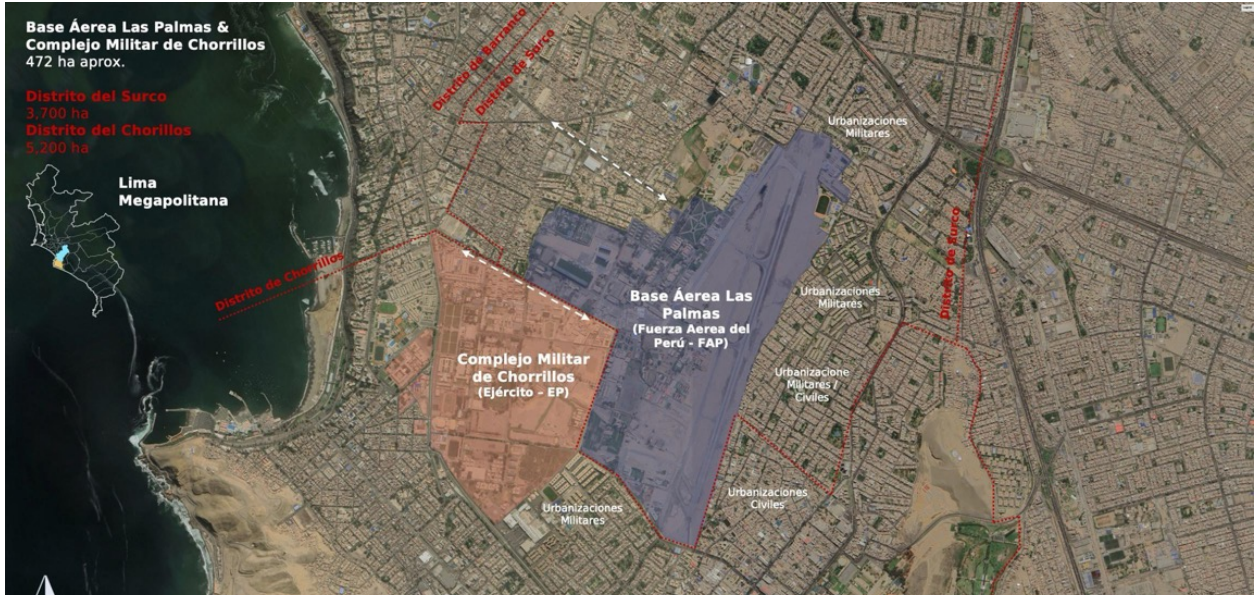 Base Áerea Las Palmas &
Complejo Militar de Chorrillos
472 ha aprox.
Distrito del Surco
3,700 ha
Distrito del Chorillos
5,200 ha
Lima
Megapolitana
Distrito de Barranco
Distrito de Surco
Urbanizaciones
Militares
Distrito de Chorrillos
Distrito de Surco
Base Áerea Las
Palmas
(Fuerza Aerea del
Perú - FAP)
Urbanizaciones
Militares
Complejo Militar
de Chorrillos
(Ejército - EP)
Urbanizacione
Militares /
Civiles
Urbanizaciones
Militares
Urbanizaciones
Civiles